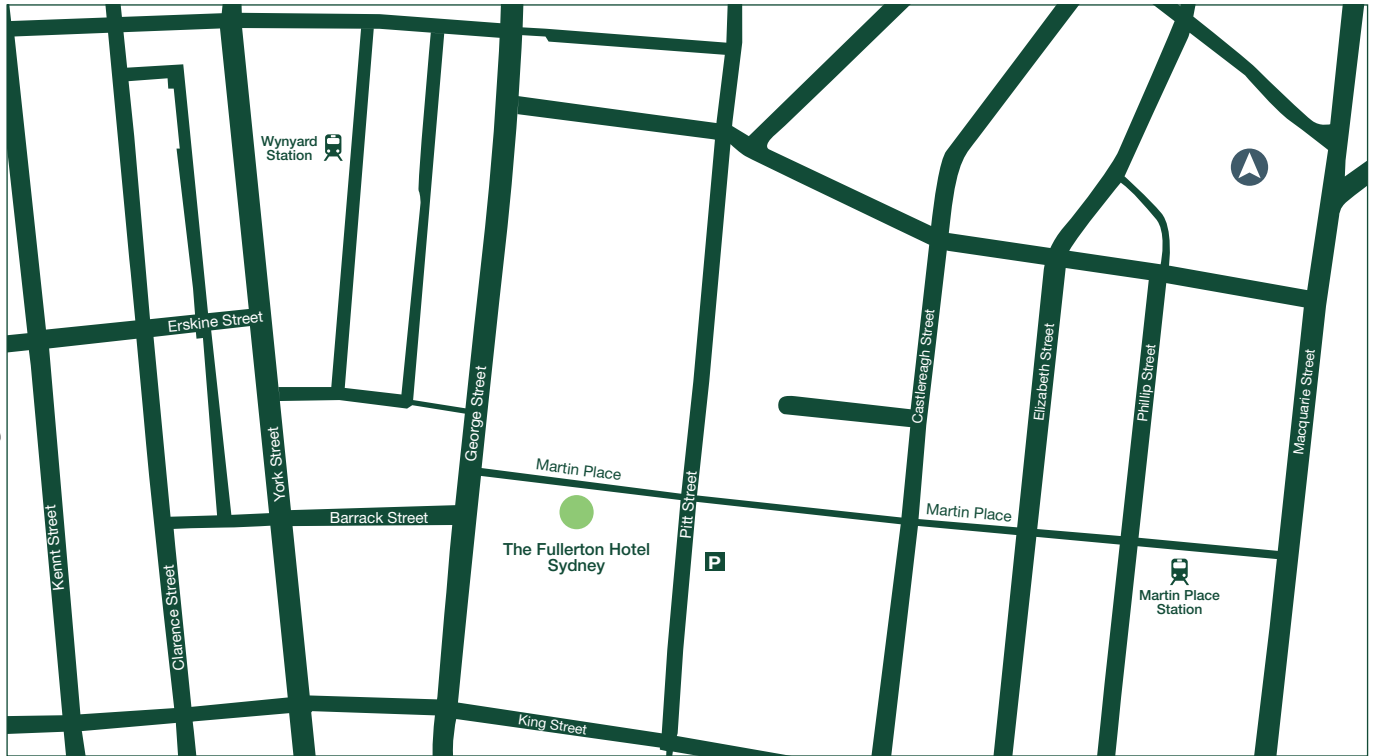 Wynyard
Station
Erskine Street
Castlereagh Street
Elizabeth Street
Phillip Street
Macquarie Street
George Street
York Street
Martin Place
Pitt Street
Martin Place
Barrack Street
Kennt Street
Clarence Street
The Fullerton Hotel
Sydney
P
Martin Place
Station
King Street